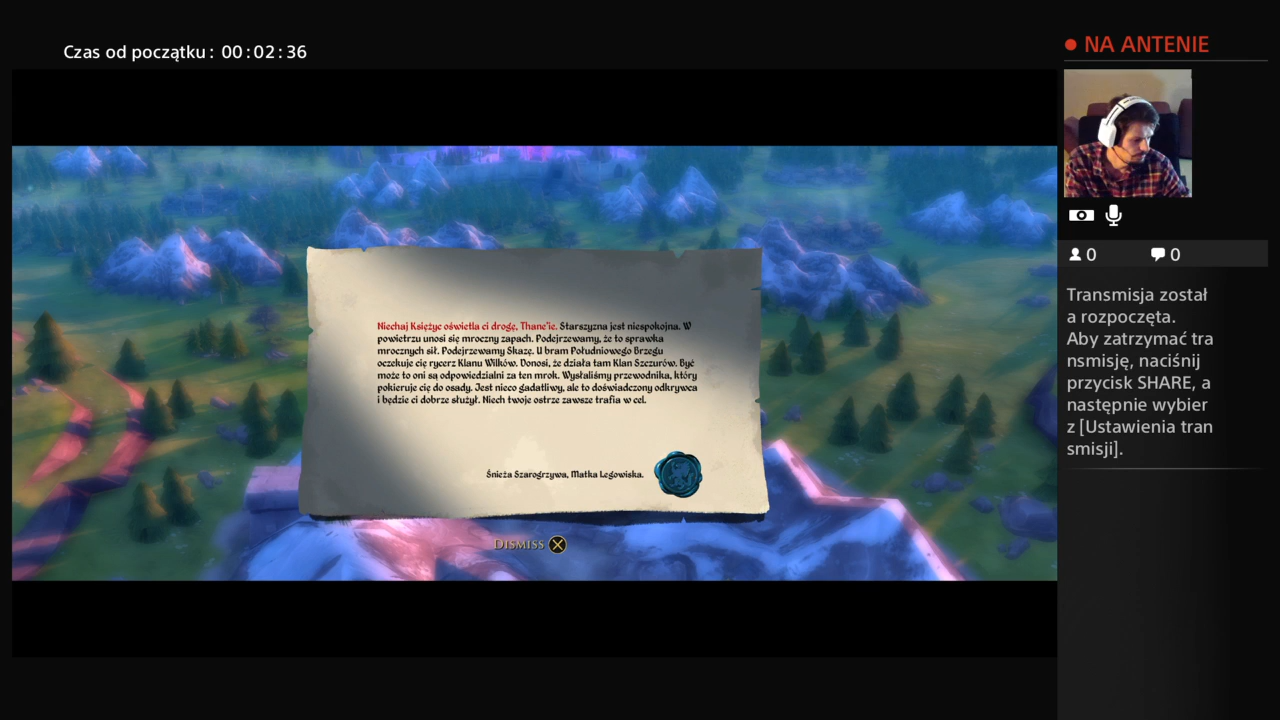 Czas od początku : 00:02:36
NA ANTENIE
0 0
Transmisja został
a rozpoczęta.
Aby zatrzymać tra
nsmisję, naciśnij
przycisk SHARE, a
następnie wybier
z [Ustawienia tran
smisji].
Niechaj Księżyc oświetla ci drogę, Thane'ie. Starszyzna jest niespokojna. W
powietrzu unosi się mroczny zapach. Podejrzewamy, że to sprawka
mrocznych sił. Podejrzewamy Skazę. U bram Południowego Brzegu
oczekuje cię rycerz Klanu Wilków. Donosi, że działa tam Klan Szczurów. Być
może to oni są odpowiedzialni za ten mrok. Wysłaliśmy przewodnika, który
pokieruje cię do osady. Jest nieco gadatliwy, ale to doświadczony odkrywca
i będzie ci dobrze służył. Niech twoje ostrze zawsze trafia w cel.
Śnieża Szarogrzywa, Matka Legowiska.
DISMISS